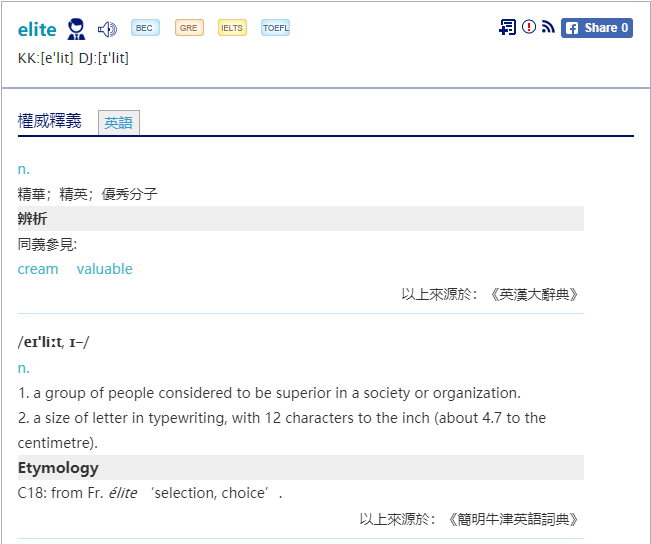 elite BEC GRE IELTS TOEFL Share 0
KK:[e'lit] DJ:[ɪ'lit]
權威釋義 英語
n.
精華；精英；優秀分子
辨析
同義參見:
cream valuable
以上來源於：《英漢大辭典》
/eɪ'liːt, ɪ–/
n.
1. a group of people considered to be superior in a society or organization.
2. a size of letter in typewriting, with 12 characters to the inch (about 4.7 to the
centimetre).
Etymology
C18: from Fr. élite ‘selection, choice’.
以上來源於：《簡明牛津英語詞典》